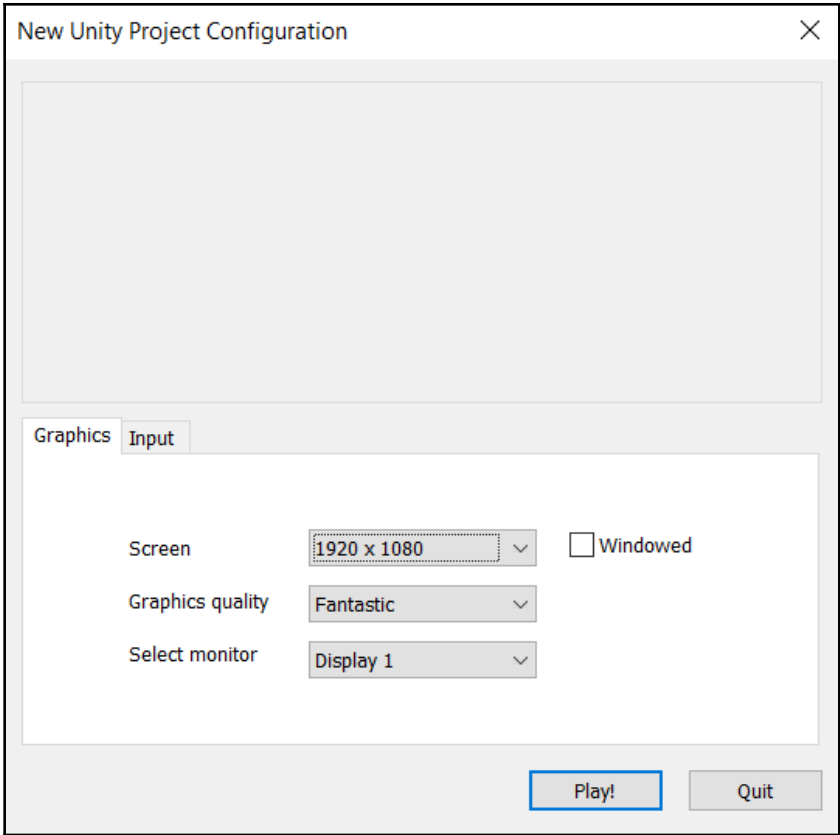 New Unity Project Configuration
Graphics Input
Screen 1920 x 1080 Windowed
Graphics quality Fantastic
Select monitor Display 1
Play! Quit